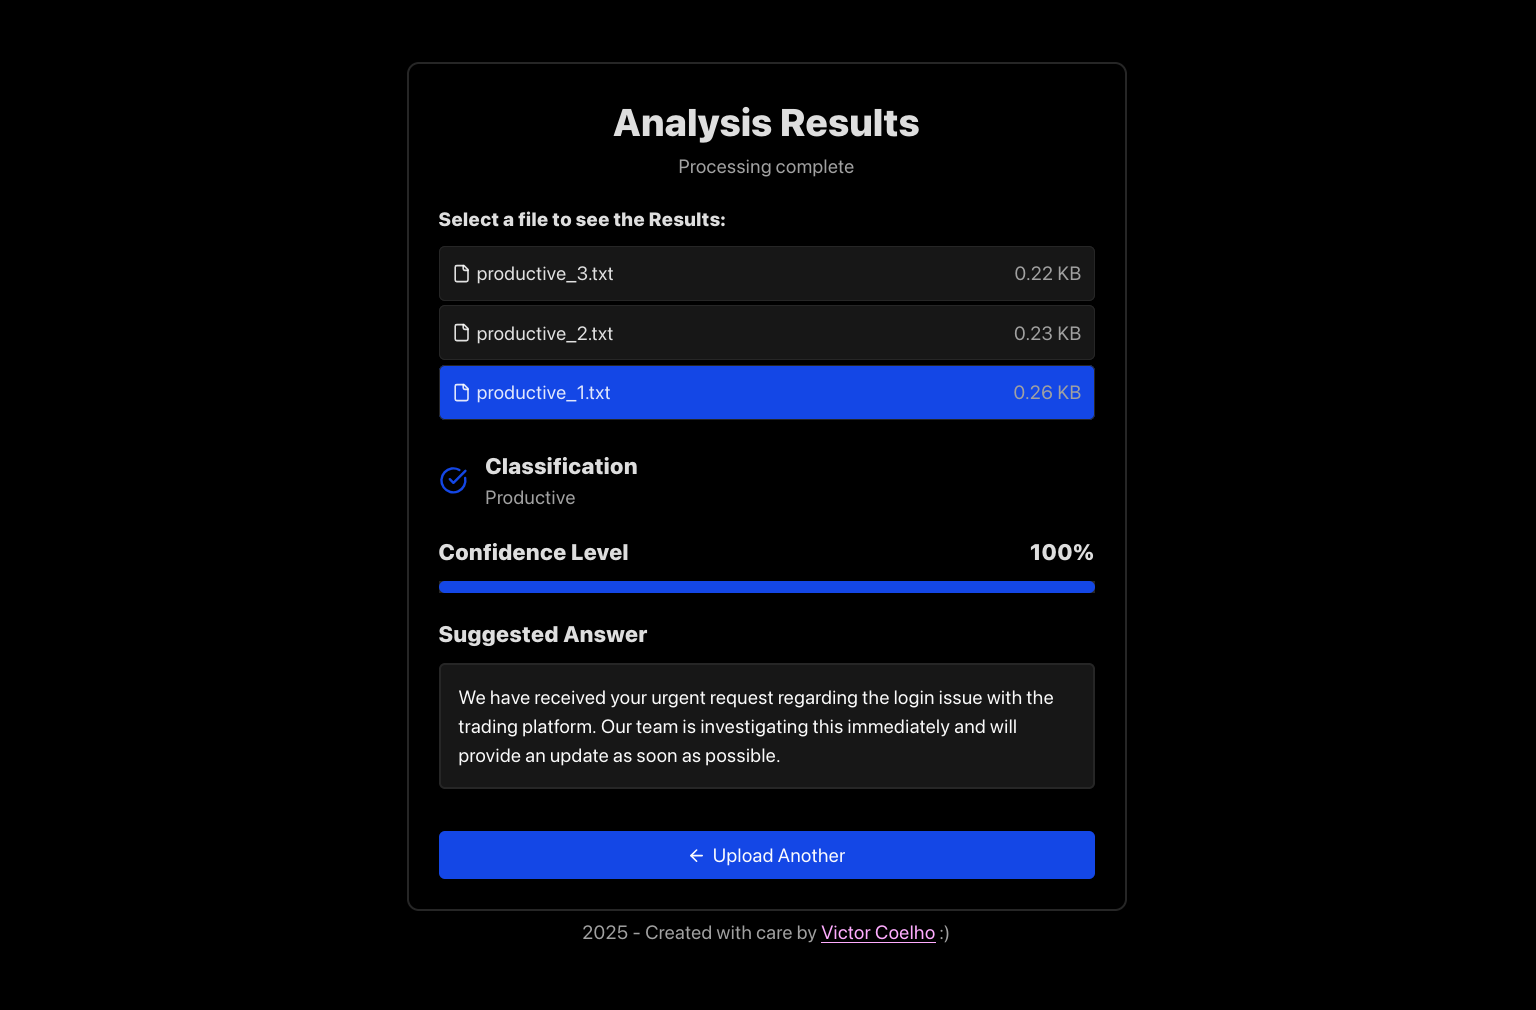 Analysis Results
Processing complete
Select a file to see the Results:
productive_3.txt 0.22 KB
productive_2.txt 0.23 KB
productive_1.txt 0.26 KB
Classification
Productive
Confidence Level 100%
Suggested Answer
We have received your urgent request regarding the login issue with the
trading platform. Our team is investigating this immediately and will
provide an update as soon as possible.
← Upload Another
2025 - Created with care by Victor Coelho :)